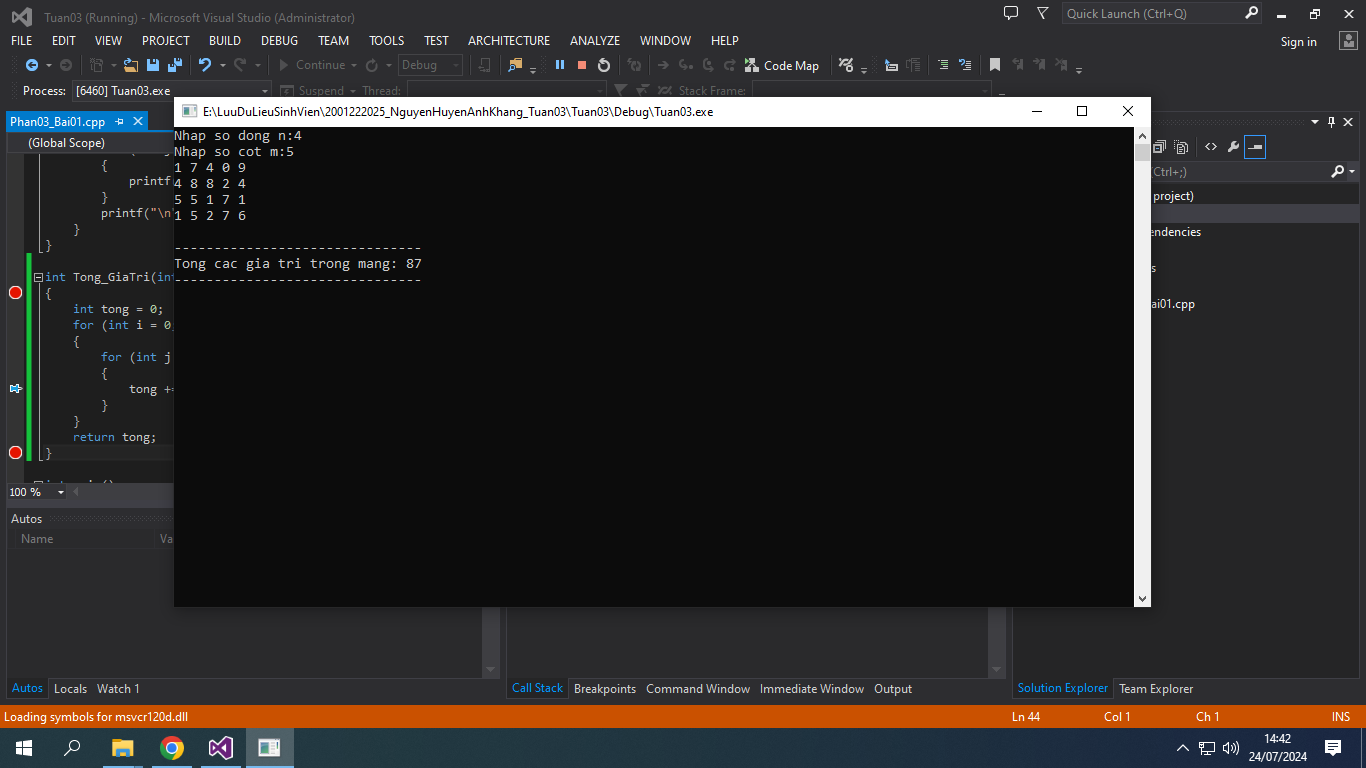 Tuan03 (Running) - Microsoft Visual Studio (Administrator)
Quick Launch (Ctrl+Q)
FILE EDIT VIEW PROJECT BUILD DEBUG TEAM TOOLS TEST ARCHITECTURE ANALYZE WINDOW HELP
Sign in
Continue Debug Code Map
Process: [6460] Tuan03.exe Suspend Thread: Stack Frame:
E:\LuuDuLieuSinhVien\2001222025_NguyenHuyenAnhKhang_Tuan03\Tuan03\Debug\Tuan03.exe
Nhap so dong n:4
Nhap so cot m:5
1 7 4 0 9
4 8 8 2 4
5 5 1 7 1
1 5 2 7 6
-------------------------------
Tong cac gia tri trong mang: 87
-------------------------------
Phan03_Bai01.cpp
(Global Scope)
{
printf
}
printf("\n
}
}
int Tong_GiaTri(int
{
int tong = 0;
for (int i = 0;
{
for (int j
{
tong +=
}
}
return tong;
}
100 %
Autos
Name Va
(Ctrl+;)
project)
endencies
s
ai01.cpp
Autos Locals Watch 1
Call Stack Breakpoints Command Window Immediate Window Output
Solution Explorer Team Explorer
Loading symbols for msvcr120d.dll
Ln 44 Col 1 Ch 1 INS
14:42
24/07/2024